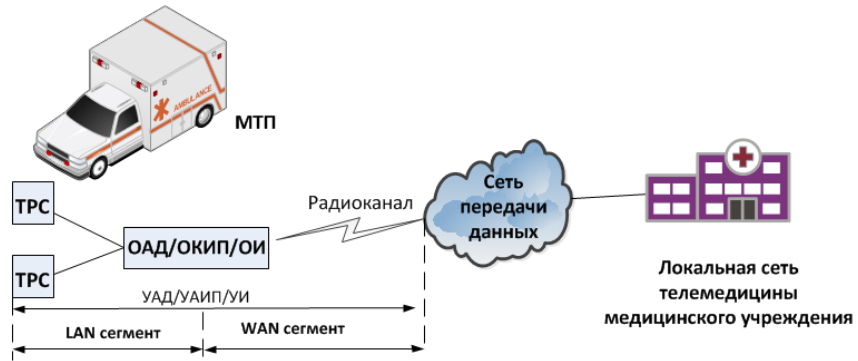 AMBULANCE
МТП
ТРС
ТРС
ОАД/ОКИП/ОИ
Радиоканал
Сеть
передачи
данных
УАД/УАИП/УИ
LAN сегмент
WAN сегмент
Локальная сеть
телемедицины
медицинского учреждения